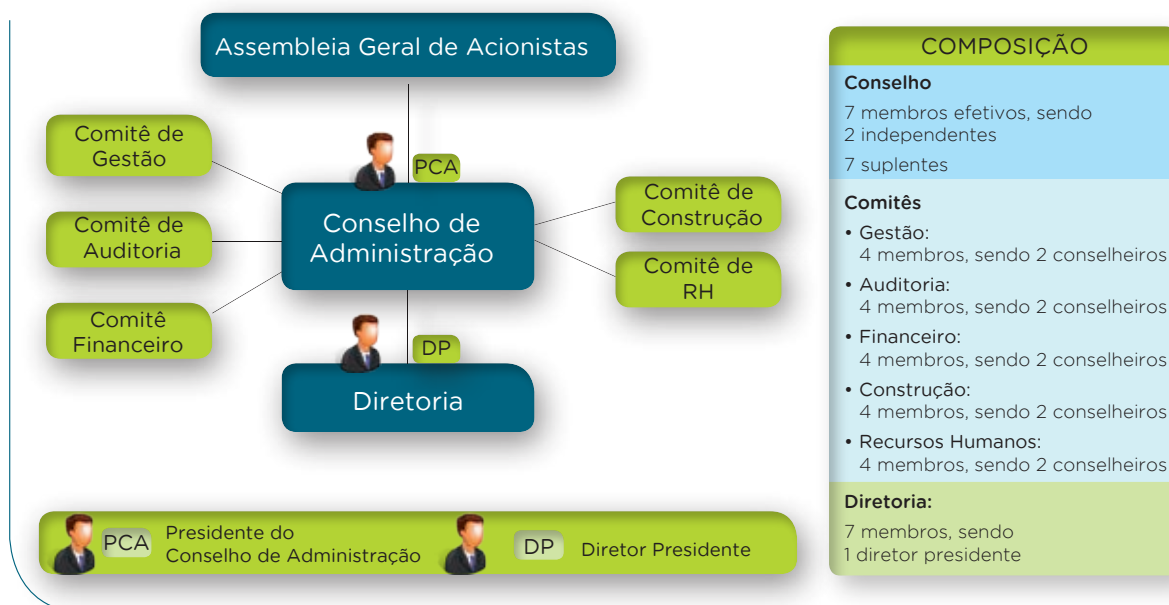 Assembleia Geral de Acionistas
Comitê de
Gestão
PCA
Comitê de
Auditoria
Conselho de
Administração
Comitê de
Construção
Comitê de
RH
Comitê
Financeiro
DP
Diretoria
PCA
Presidente do
Conselho de Administração
DP
Diretor Presidente
COMPOSIÇÃO
Conselho
7 membros efetivos, sendo
2 independentes
7 suplentes
Comitês
• Gestão:
4 membros, sendo 2 conselheiros
• Auditoria:
4 membros, sendo 2 conselheiros
• Financeiro:
4 membros, sendo 2 conselheiros
• Construção:
4 membros, sendo 2 conselheiros
• Recursos Humanos:
4 membros, sendo 2 conselheiros
Diretoria:
7 membros, sendo
1 diretor presidente